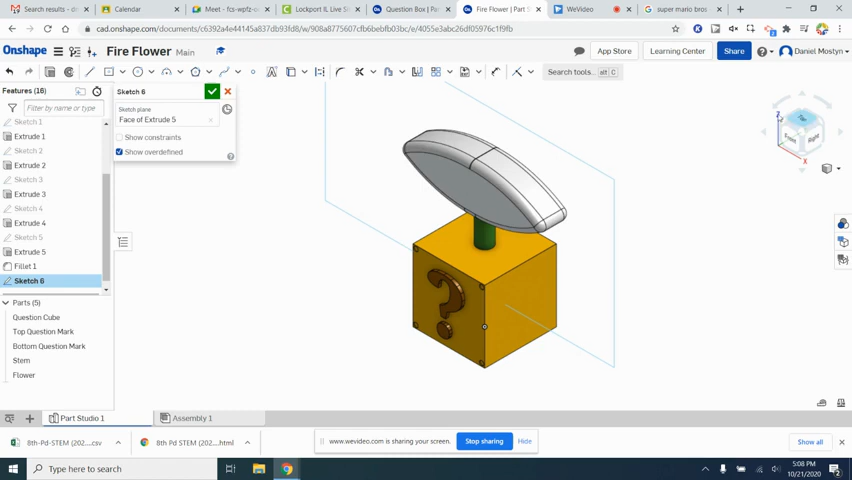 Search results - d
Calendar
Meet - fcs-wpfz-
Lockport IL Live S
Question Box | Pa
Fire Flower | Part S
WeVideo
super mario bros
cad.onshape.com/documents/c6392a4e44145a837db93fd3/w/908a8775607cb6bebfb03bc/e/4055e3abc26df05976c1f9fb
Onshape
Fire Flower
App Store
Learning Center
Share
Daniel Mostyn
Search tools...
alt C
Features (16)
Filter by name or type
Sketch 1
Extrude 1
Sketch 2
Extrude 2
Sketch 3
Extrude 3
Sketch 4
Extrude 4
Sketch 5
Extrude 5
Fillet 1
Sketch 6
Parts (5)
Question Cube
Top Question Mark
Bottom Question Mark
Stem
Flower
Sketch 6
Sketch plane
Face of Extrude 5
Show constraints
Show overdefined
?
Z
Top
Front
Right
X
Part Studio 1
Assembly 1
8th-Pd-STEM (202....csv
8th Pd STEM (202....html
www.wevideo.com is sharing your screen.
Stop sharing
Hide
Show all
Type here to search
5:08 PM
10/21/2020